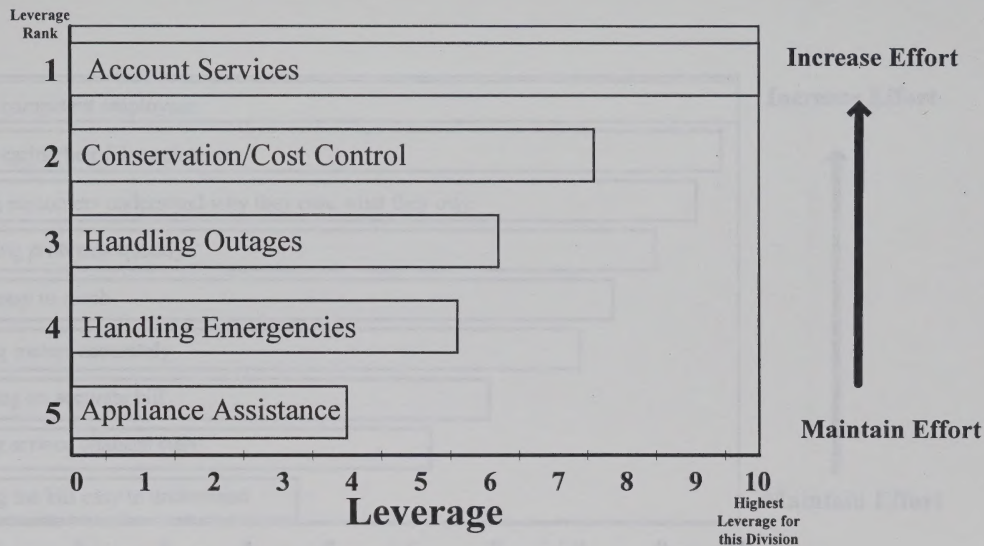 Leverage
Rank
1 Account Services
2 Conservation/Cost Control
3 Handling Outages
4 Handling Emergencies
5 Appliance Assistance
0 1 2 3 4 5 6 7 8 9 10
Leverage
Highest
Leverage for
this Division
Increase Effort
Maintain Effort